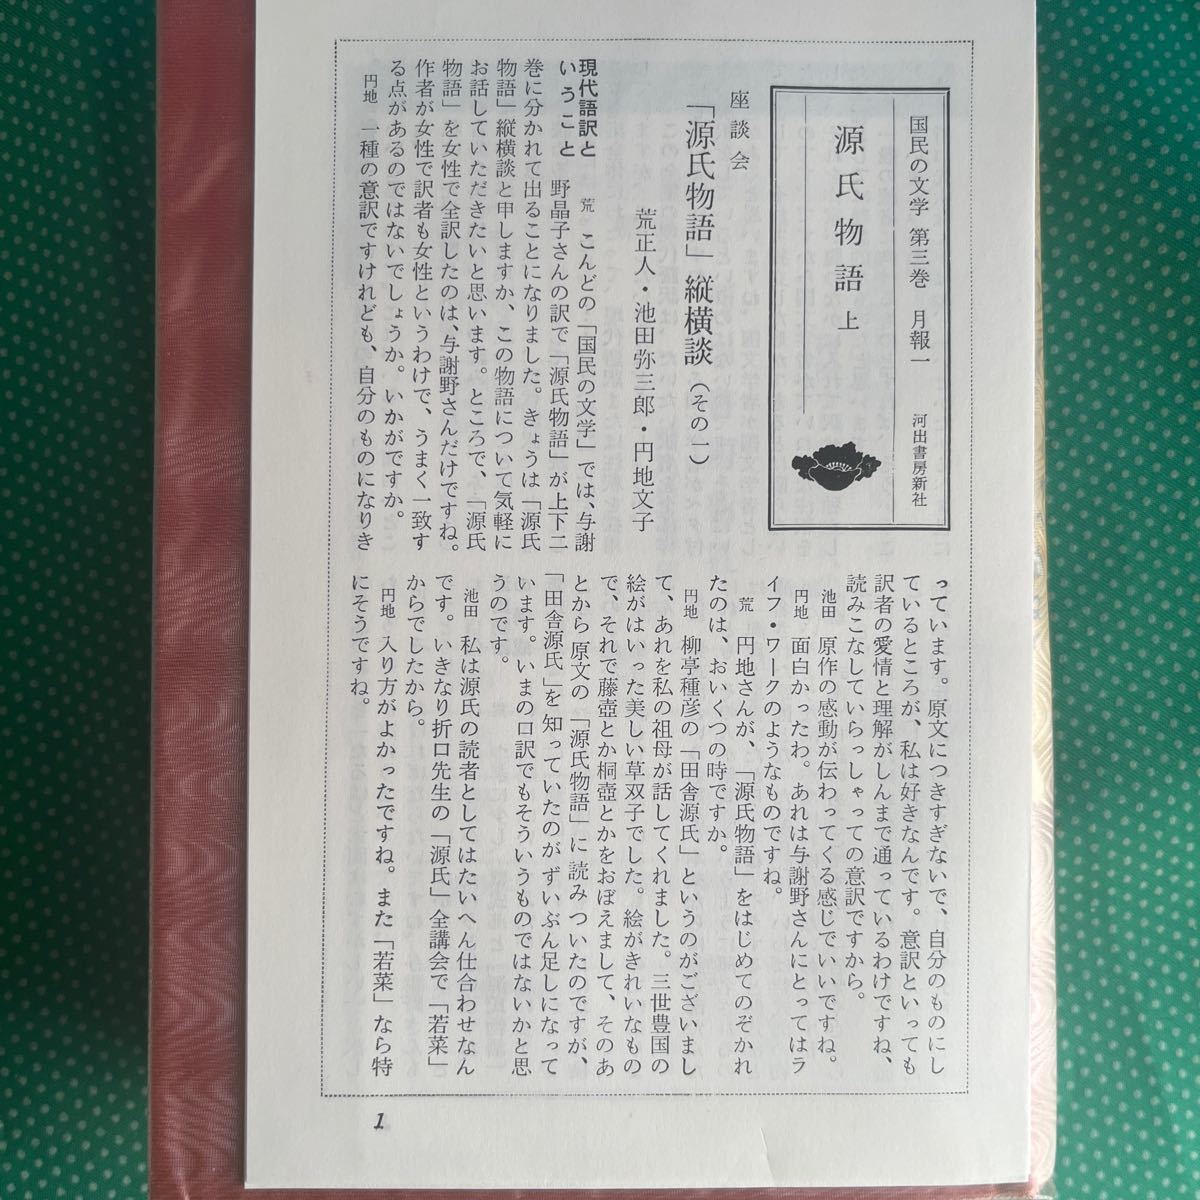 国民の文学 第三巻 月報一
河出書房新社
源氏物語 上
座談会
「源氏物語」縦横談（その一）
荒正人・池田弥三郎・円地文子
現代語訳と
いうこと
荒 こんどの「国民の文学」では、与謝
野晶子さんの訳で「源氏物語」が上下二
巻に分かれて出ることになりました。きょうは「源氏
物語」縦横談と申しますか、この物語について気軽に
お話していただきたいと思います。ところで、「源氏
物語」を女性で全訳したのは、与謝野さんだけですね。
作者が女性で訳者も女性というわけで、うまく一致す
る点があるのではないでしょうか。いかがですか。
円地 一種の意訳ですけれども、自分のものになりき
っています。原文につきすぎないで、自分のものにし
ているところが、私は好きなんです。意訳といっても
訳者の愛情と理解がしんまで通っているわけですね、
読みこなしていらっしゃっての意訳ですから。
池田 原作の感動が伝わってくる感じでいいですね。
円地 面白かったわ。あれは与謝野さんにとってはラ
イフ・ワークのようなものですね。
荒 円地さんが、「源氏物語」をはじめてのぞかれ
たのは、おいくつの時ですか。
円地 柳亭種彦の「田舎源氏」というのがございまし
て、あれを私の祖母が話してくれました。三世豊国の
絵がはいった美しい草双子でした。絵がきれいなもの
で、それで藤壺とか桐壺とかをおぼえまして、そのあ
とから原文の「源氏物語」に読みついたのですが、
「田舎源氏」を知っていたのがずいぶん足しになって
います。いまの口訳でもそういうものではないかと思
うのです。
池田 私は源氏の読者としてはたいへん仕合わせなん
です。いきなり折口先生の「源氏」全講会で「若菜」
からでしたから。
円地 入り方がよかったですね。また「若菜」なら特
にそうですね。
1